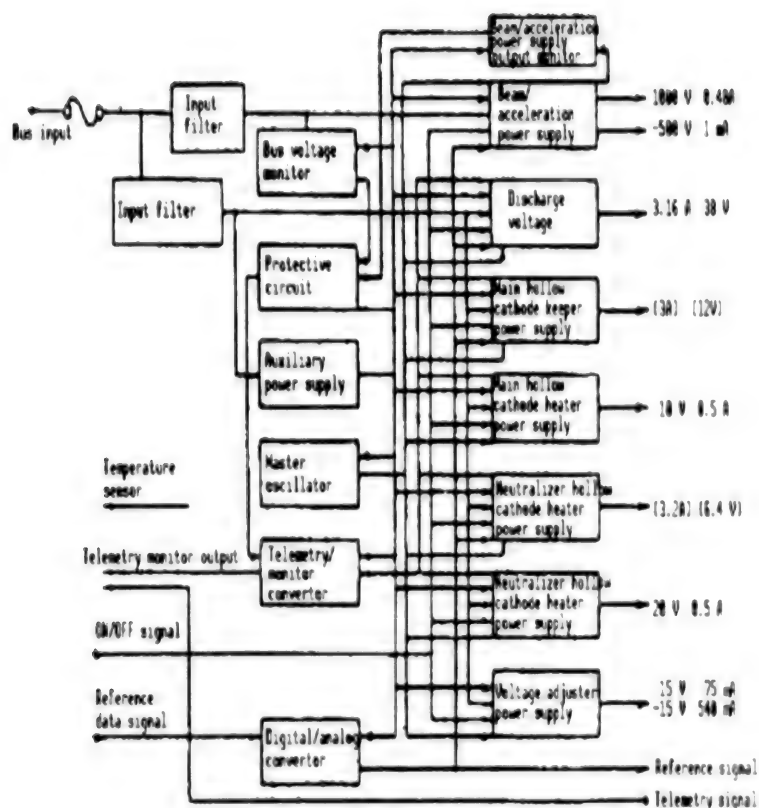 Beam/acceleration
power supply
output monitor
Input
filter
Beam/
acceleration
power supply
1000 V 0.48A
-500 V 1 mA
Bus input
Bus voltage
monitor
Input filter
Discharge
voltage
3.16 A 38 V
Protective
circuit
Main hollow
cathode keeper
power supply
(3A) (12V)
Auxiliary
power supply
Main hollow
cathode heater
power supply
10 V 0.5 A
Temperature
sensor
Master
oscillator
Neutralizer hollow
cathode heater
power supply
(3.2A) (6.4 V)
Telemetry monitor output
Telemetry/
monitor
convertor
Neutralizer hollow
cathode heater
power supply
20 V 0.5 A
ON/OFF signal
Reference
data signal
Voltage adjuster
power supply
15 V 75 mA
-15 V 540 mA
Digital/analog
convertor
Reference signal
Telemetry signal